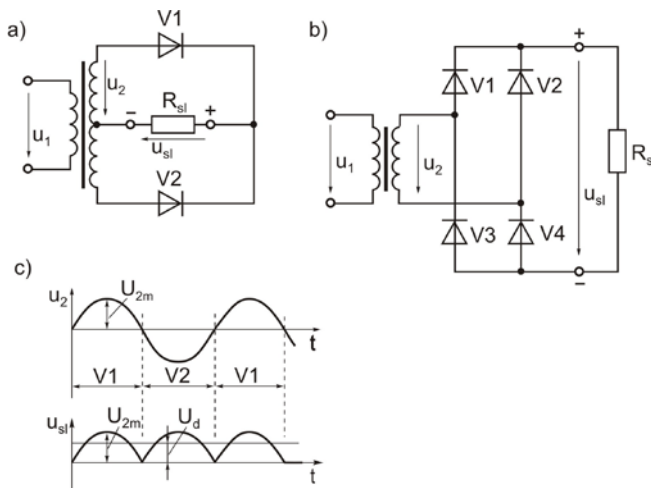 a)
V1
u2
Rsl
– +
u1
usl
V2
b)
+
V1 V2
u1 u2 usl Rs
V3 V4
–
c)
u2 U2m
t
V1 V2 V1
usl U2m Ud
t